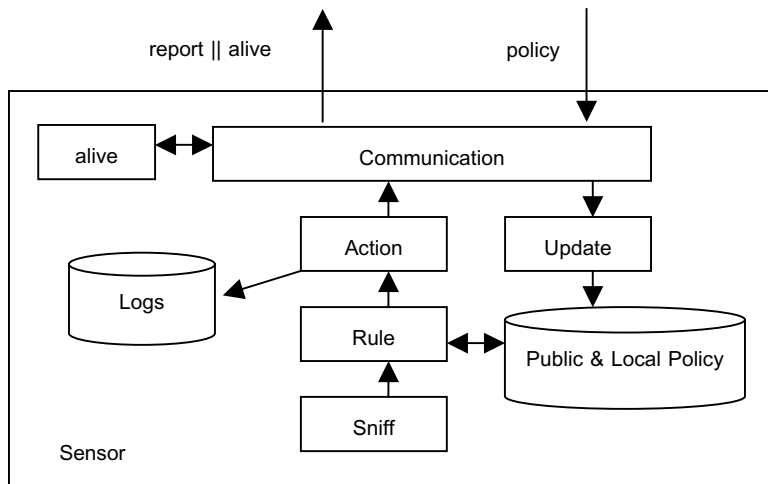 report || alive
policy
alive
Communication
Action
Update
Logs
Rule
Public & Local Policy
Sniff
Sensor